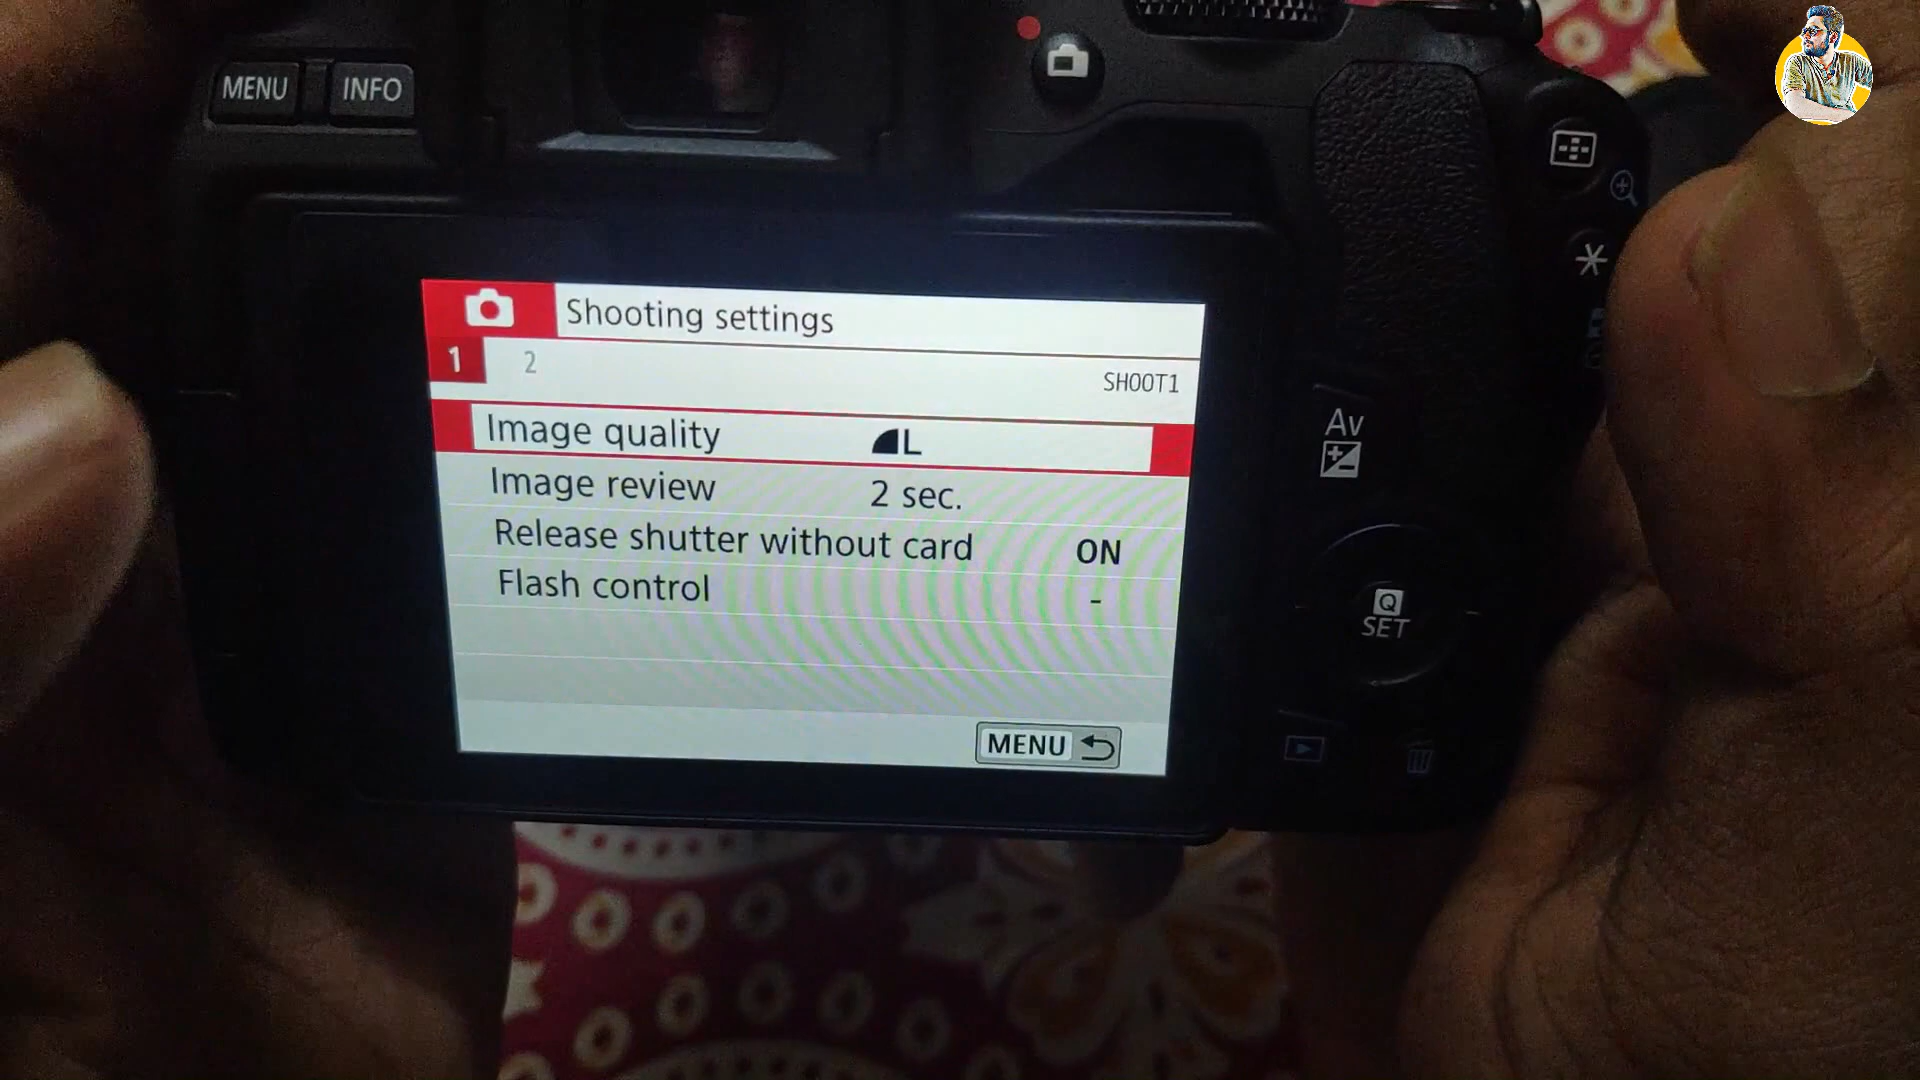 MENU INFO
Shooting settings
1 2
SHOOT1
Image quality L
Image review 2 sec.
Release shutter without card ON
Flash control -
MENU
Av
Q
SET